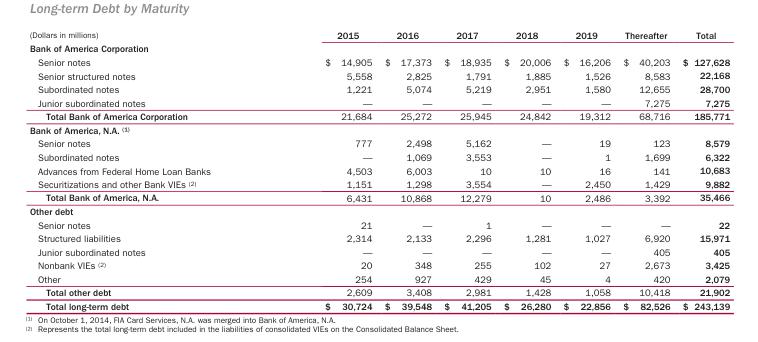 Long-term Debt by Maturity
(Dollars in millions) 2015 2016 2017 2018 2019 Thereafter Total
Bank of America Corporation
Senior notes $ 14,905 $ 17,373 $ 18,935 $ 20,006 $ 16,206 $ 40,203 $ 127,628
Senior structured notes 5,558 2,825 1,791 1,885 1,526 8,583 22,168
Subordinated notes 1,221 5,074 5,219 2,951 1,580 12,655 28,700
Junior subordinated notes — — — — — 7,275 7,275
Total Bank of America Corporation 21,684 25,272 25,945 24,842 19,312 68,716 185,771
Bank of America, N.A. (1)
Senior notes 777 2,498 5,162 — 19 123 8,579
Subordinated notes — 1,069 3,553 — 1 1,699 6,322
Advances from Federal Home Loan Banks 4,503 6,003 10 10 16 141 10,683
Securitizations and other Bank VIEs (2) 1,151 1,298 3,554 — 2,450 1,429 9,882
Total Bank of America, N.A. 6,431 10,868 12,279 10 2,486 3,392 35,466
Other debt
Senior notes 21 — 1 — — — 22
Structured liabilities 2,314 2,133 2,296 1,281 1,027 6,920 15,971
Junior subordinated notes — — — — — 405 405
Nonbank VIEs (2) 20 348 255 102 27 2,673 3,425
Other 254 927 429 45 4 420 2,079
Total other debt 2,609 3,408 2,981 1,428 1,058 10,418 21,902
Total long-term debt $ 30,724 $ 39,548 $ 41,205 $ 26,280 $ 22,856 $ 82,526 $ 243,139
(1) On October 1, 2014, FIA Card Services, N.A. was merged into Bank of America, N.A.
(2) Represents the total long-term debt included in the liabilities of consolidated VIEs on the Consolidated Balance Sheet.